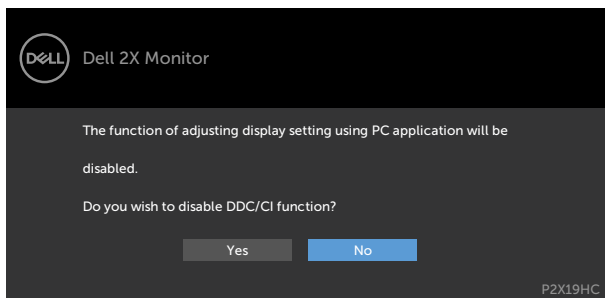 DELL
Dell 2X Monitor
The function of adjusting display setting using PC application will be
disabled.
Do you wish to disable DDC/CI function?
Yes
No
P2X19HC